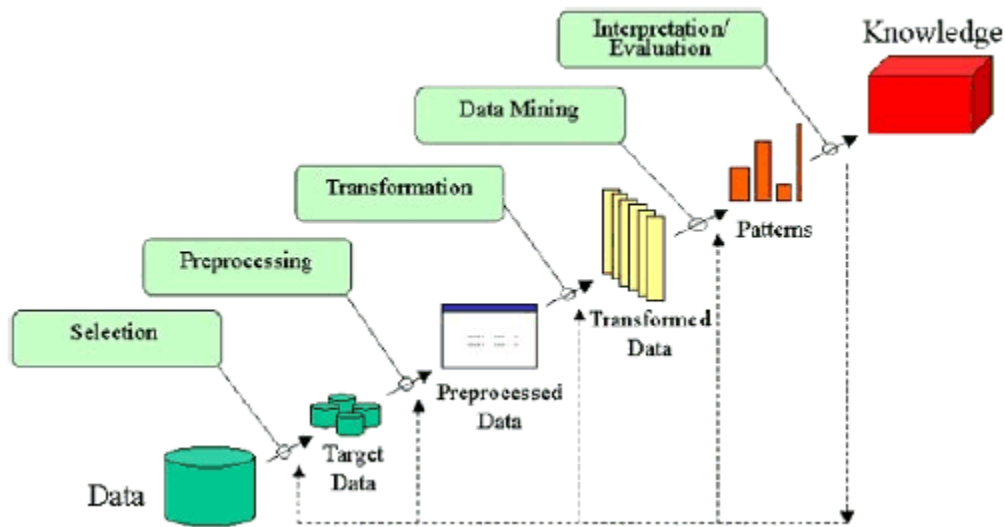 Interpretation/
Evaluation
Knowledge
Data Mining
Transformation
Patterns
Preprocessing
Transformed
Data
Selection
Preprocessed
Data
Target
Data
Data